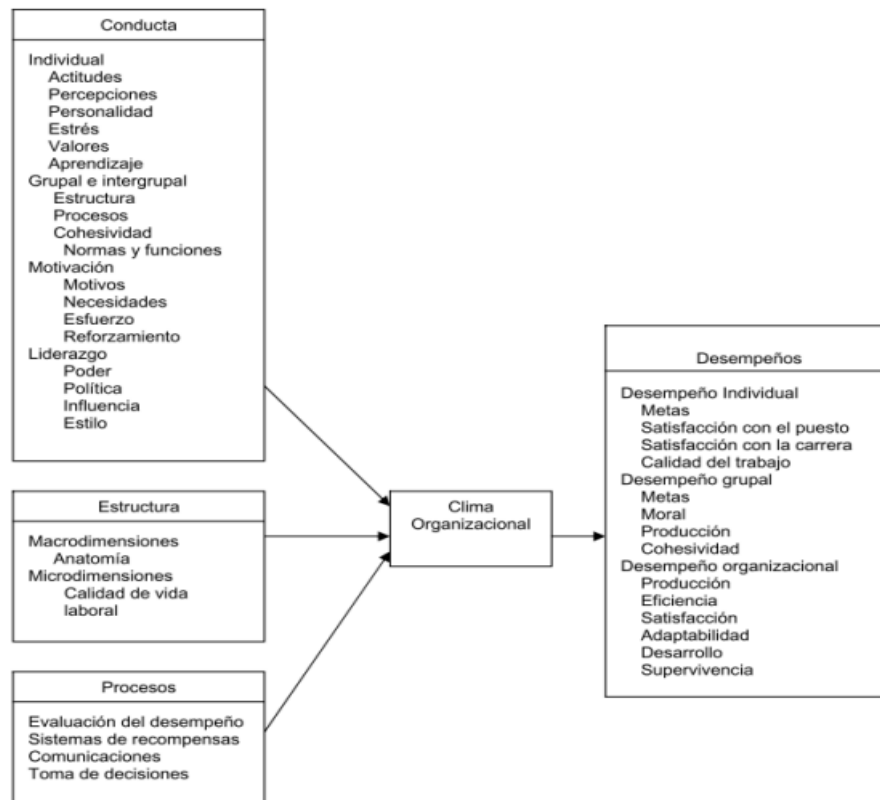 Conducta
Individual
Actitudes
Percepciones
Personalidad
Estrés
Valores
Aprendizaje
Grupal e intergrupal
Estructura
Procesos
Cohesividad
Normas y funciones
Motivación
Motivos
Necesidades
Esfuerzo
Reforzamiento
Liderazgo
Poder
Política
Influencia
Estilo
Estructura
Macrodimensiones
Anatomía
Microdimensiones
Calidad de vida
laboral
Procesos
Evaluación del desempeño
Sistemas de recompensas
Comunicaciones
Toma de decisiones
Clima
Organizacional
Desempeños
Desempeño Individual
Metas
Satisfacción con el puesto
Satisfacción con la carrera
Calidad del trabajo
Desempeño grupal
Metas
Moral
Producción
Cohesividad
Desempeño organizacional
Producción
Eficiencia
Satisfacción
Adaptabilidad
Desarrollo
Supervivencia